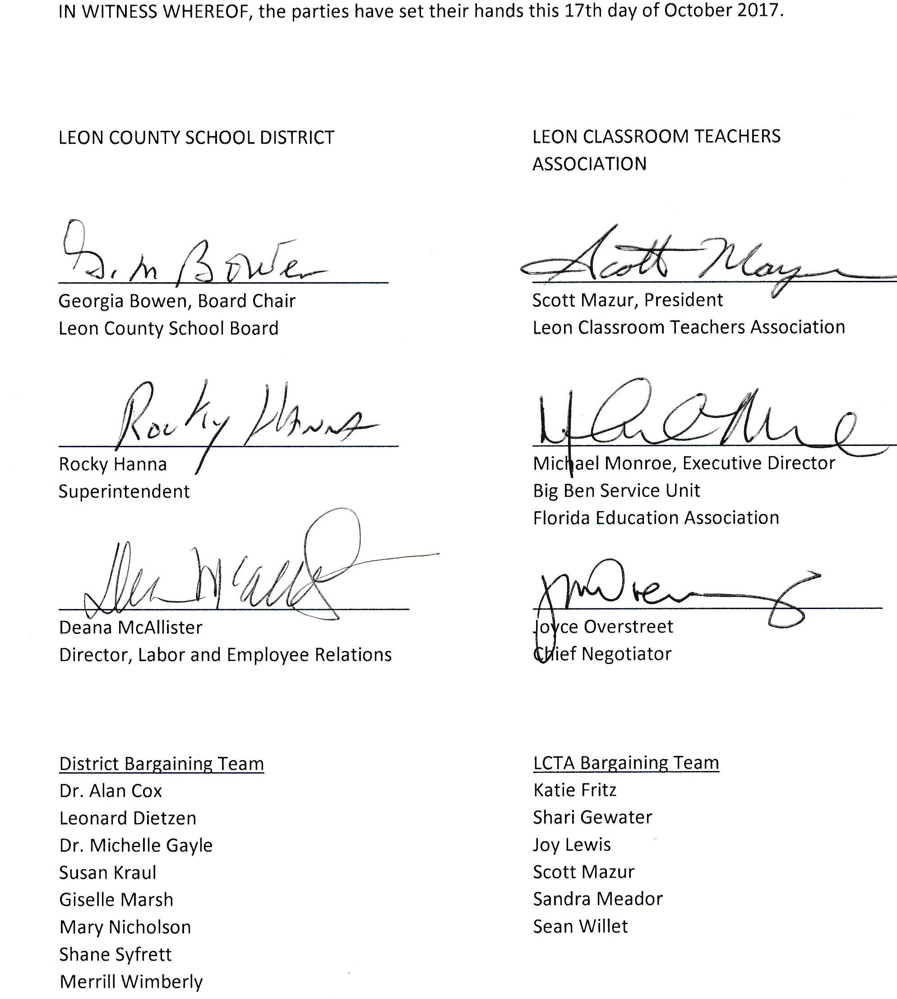 IN WITNESS WHEREOF, the parties have set their hands this 17th day of October 2017.
LEON COUNTY SCHOOL DISTRICT
LEON CLASSROOM TEACHERS
ASSOCIATION
G. M Bowen
Georgia Bowen, Board Chair
Leon County School Board
Scott Mazur
Scott Mazur, President
Leon Classroom Teachers Association
Rocky Hanna
Rocky Hanna
Superintendent
Michael Monroe, Executive Director
Big Ben Service Unit
Florida Education Association
Deana McAllister
Director, Labor and Employee Relations
Joyce Overstreet
Chief Negotiator
District Bargaining Team
Dr. Alan Cox
Leonard Dietzen
Dr. Michelle Gayle
Susan Kraul
Giselle Marsh
Mary Nicholson
Shane Syfrett
Merrill Wimberly
LCTA Bargaining Team
Katie Fritz
Shari Gewater
Joy Lewis
Scott Mazur
Sandra Meador
Sean Willet